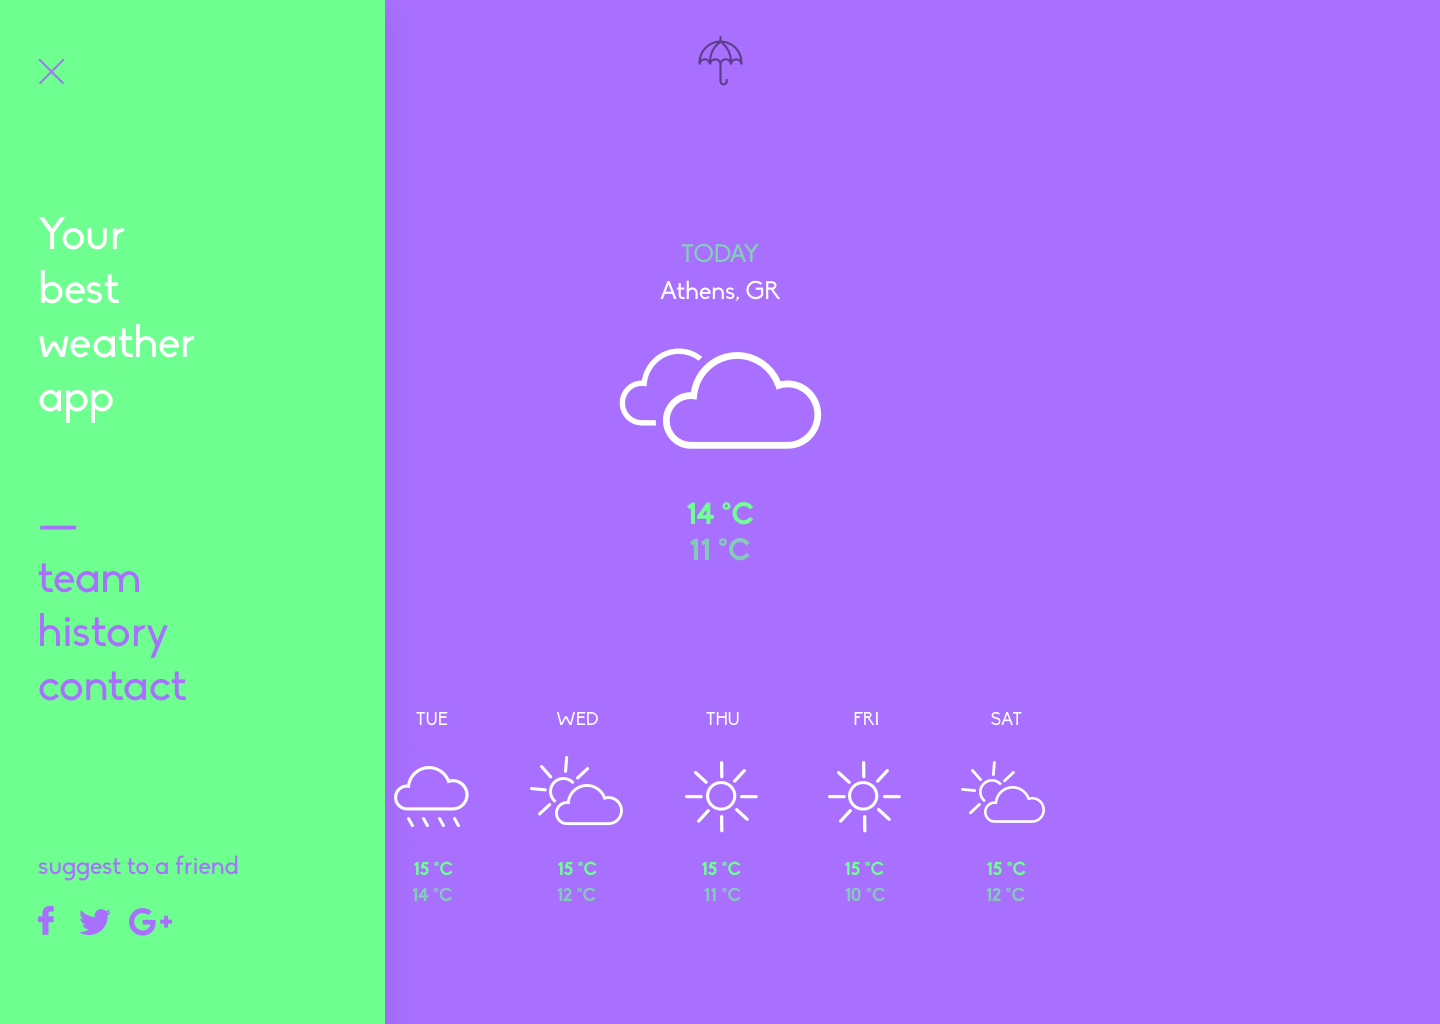 Your
best
weather
app
team
history
contact
suggest to a friend
TODAY
Athens, GR
14 °C
11 °C
TUE WED THU FRI SAT
15 °C 15 °C 15 °C 15 °C 15 °C
14 °C 12 °C 11 °C 10 °C 12 °C